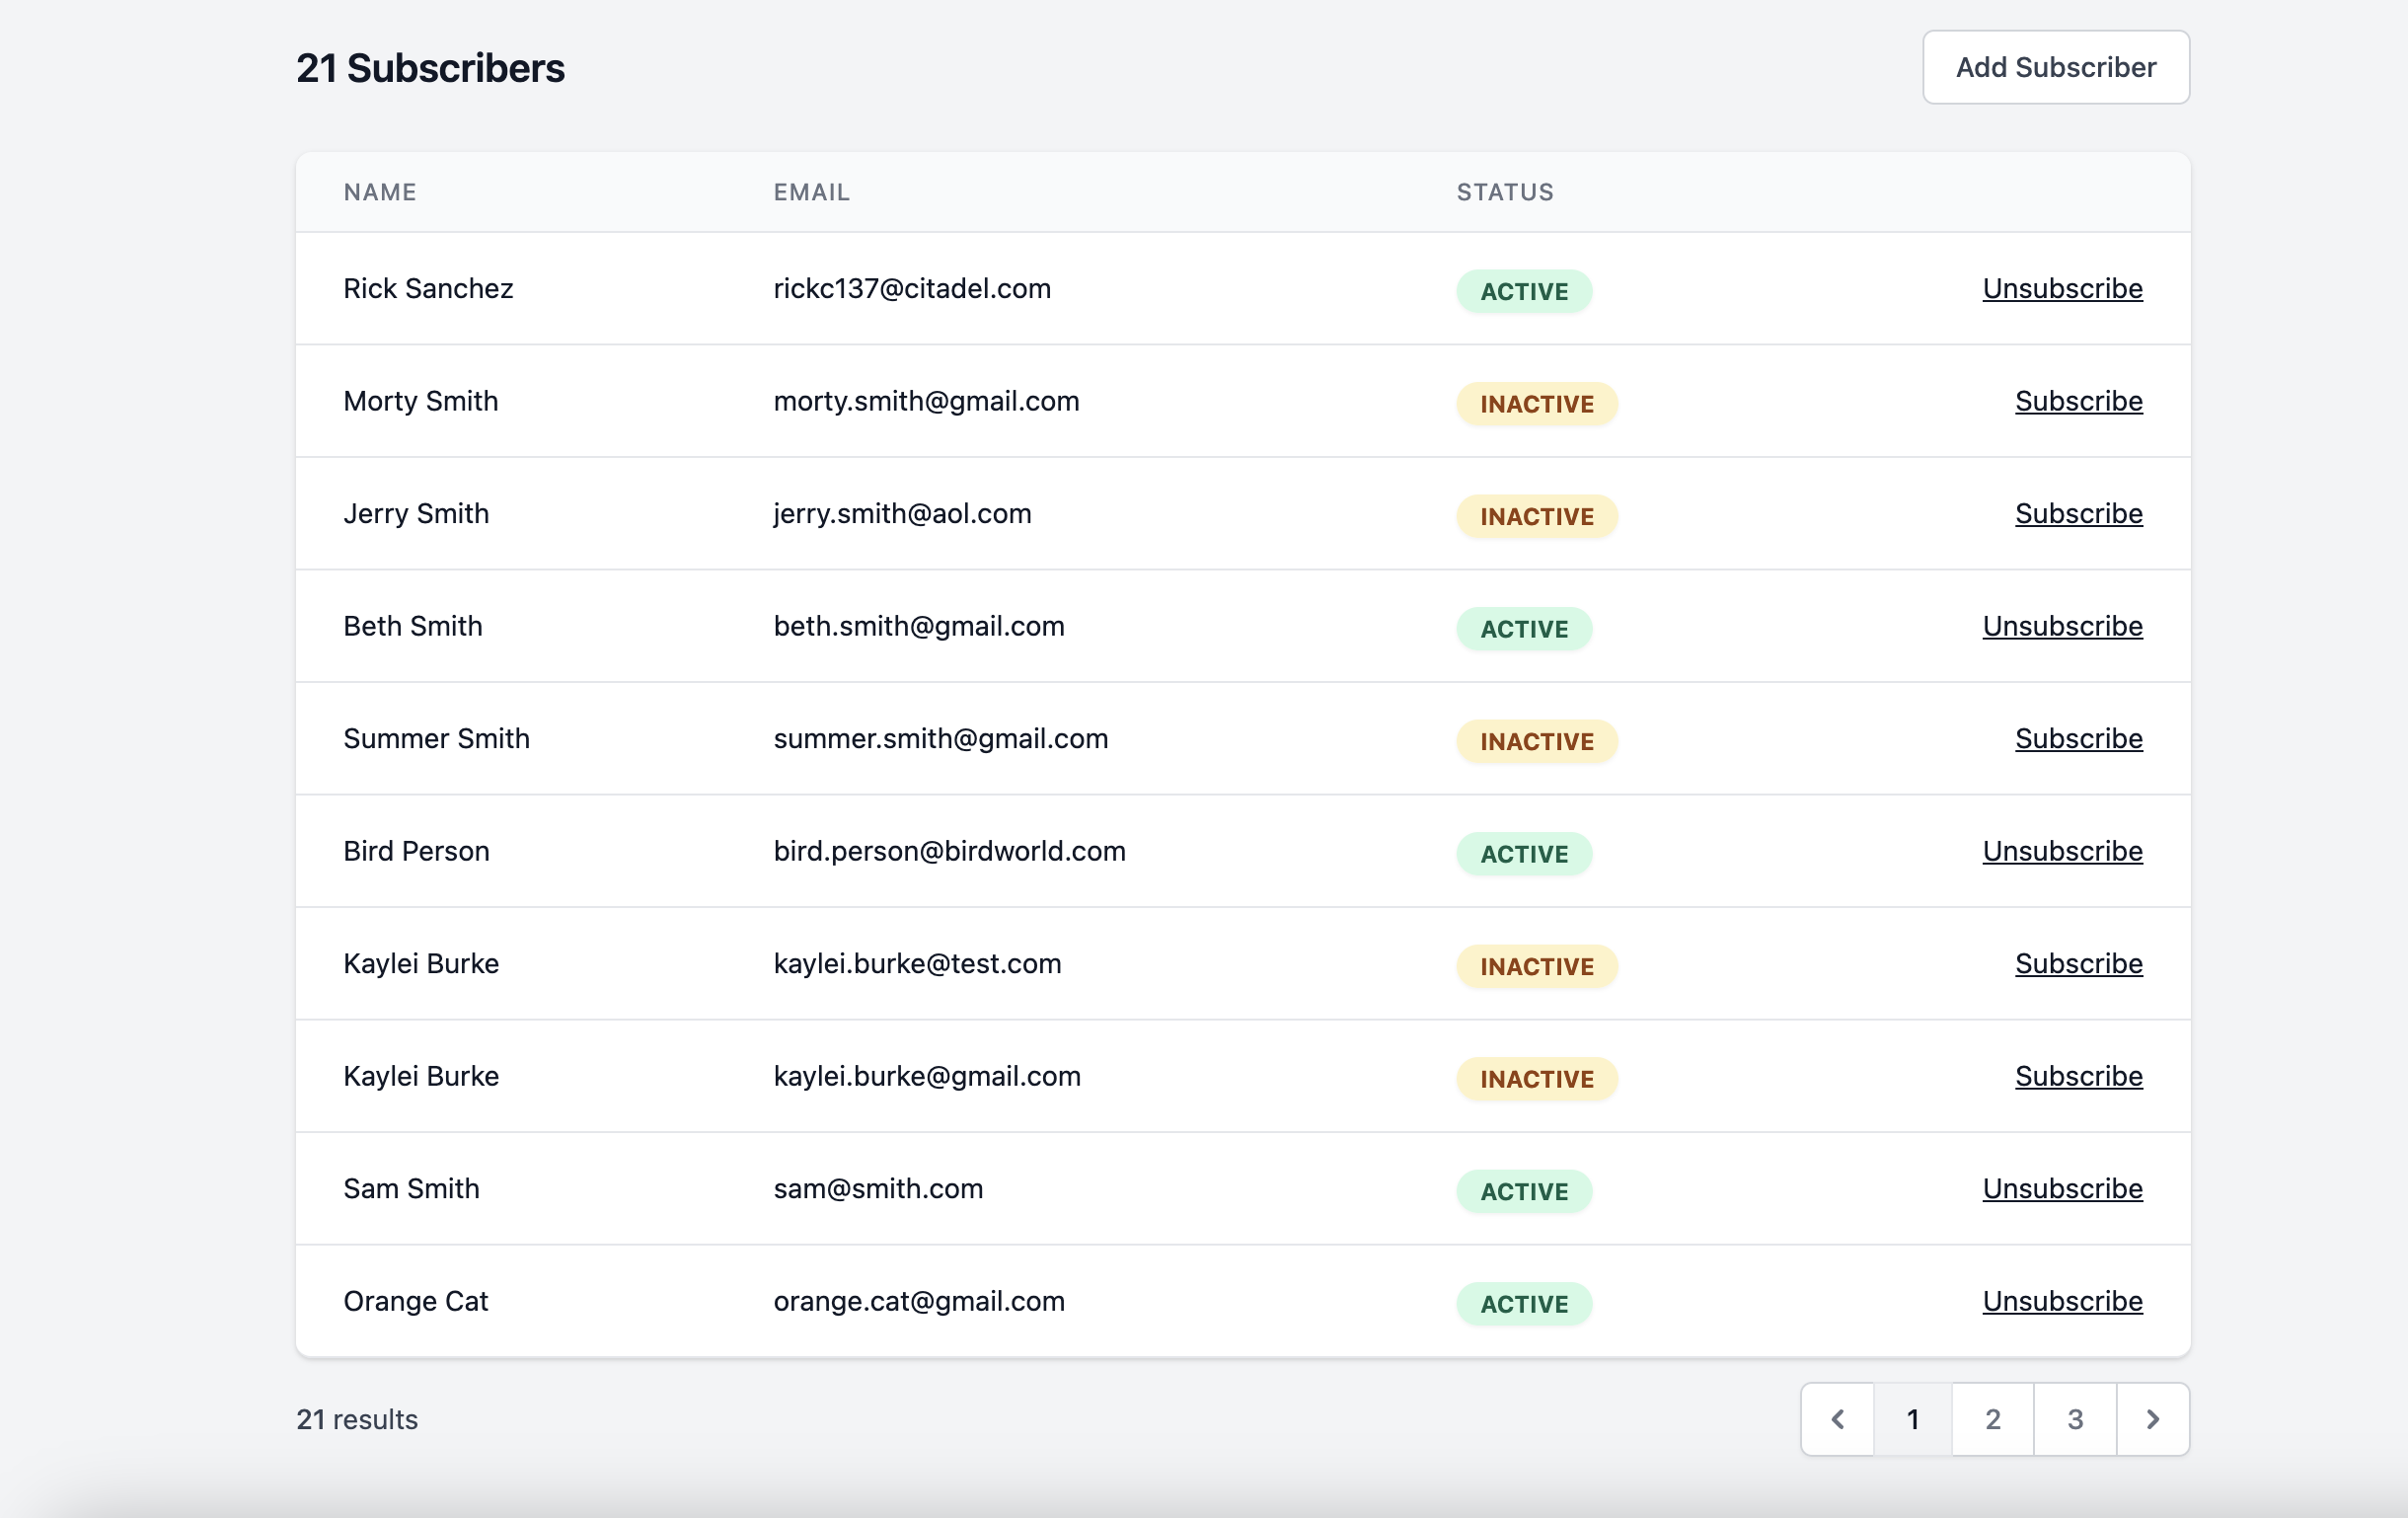 21 Subscribers Add Subscriber
NAME EMAIL STATUS
Rick Sanchez rickc137@citadel.com ACTIVE Unsubscribe
Morty Smith morty.smith@gmail.com INACTIVE Subscribe
Jerry Smith jerry.smith@aol.com INACTIVE Subscribe
Beth Smith beth.smith@gmail.com ACTIVE Unsubscribe
Summer Smith summer.smith@gmail.com INACTIVE Subscribe
Bird Person bird.person@birdworld.com ACTIVE Unsubscribe
Kaylei Burke kaylei.burke@test.com INACTIVE Subscribe
Kaylei Burke kaylei.burke@gmail.com INACTIVE Subscribe
Sam Smith sam@smith.com ACTIVE Unsubscribe
Orange Cat orange.cat@gmail.com ACTIVE Unsubscribe
21 results 1 2 3